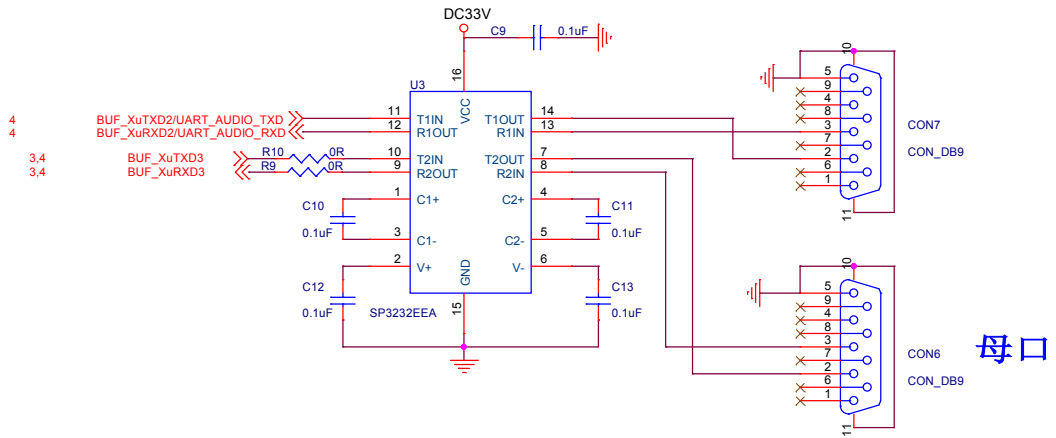 DC33V
C9 0.1uF
16
VCC
U3
4 BUF_XuTXD2/UART_AUDIO_TXD 11 T1IN T1OUT 14
4 BUF_XuRXD2/UART_AUDIO_RXD 12 R1OUT R1IN 13
3,4 BUF_XuTXD3 R10 0R 10 T2IN T2OUT 7
3,4 BUF_XuRXD3 R9 0R 9 R2OUT R2IN 8
1 C1+ C2+ 4
C10 C11
0.1uF 0.1uF
3 C1- C2- 5
2 V+ V- 6
GND
C12 C13
0.1uF 0.1uF
15
SP3232EEA
10
5
9
4
8
3
7
2
6
1
11
CON7
CON_DB9
10
5
9
4
8
3
7
2
6
1
11
CON6
CON_DB9
母口